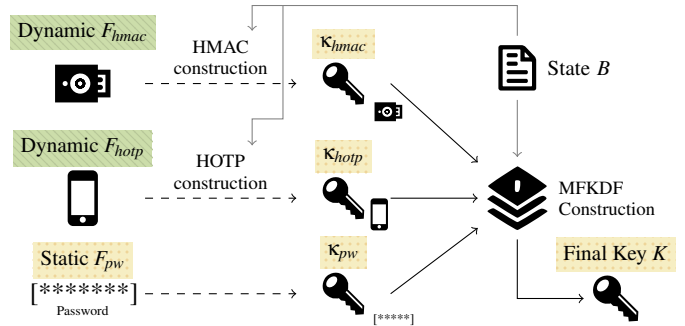 Dynamic F_hmac
HMAC
construction
κ_hmac
State B
Dynamic F_hotp
HOTP
construction
κ_hotp
MFKDF
Construction
Static F_pw
[*******]
Password
κ_pw
[*****]
Final Key K